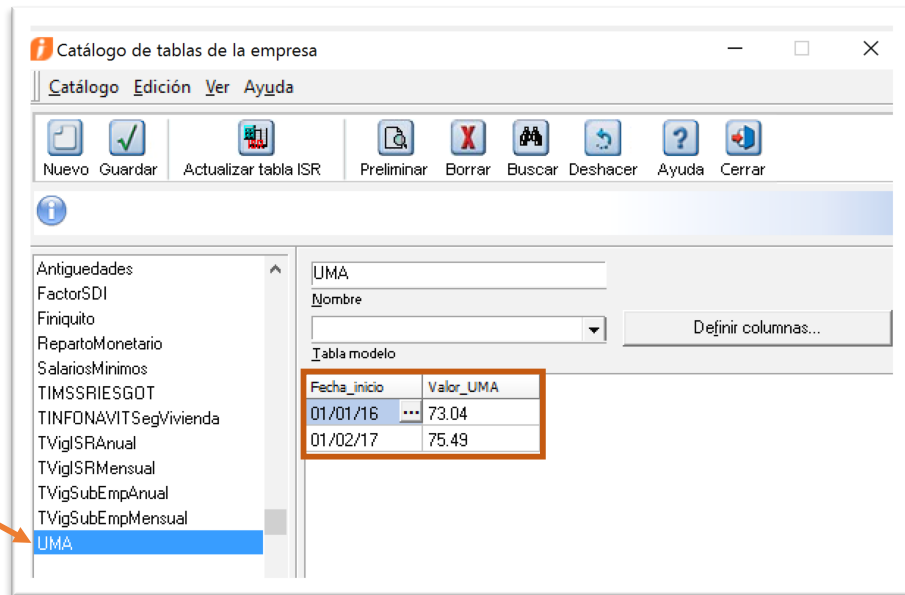 Catálogo de tablas de la empresa
Catálogo Edición Ver Ayuda
Nuevo Guardar Actualizar tabla ISR Preliminar Borrar Buscar Deshacer Ayuda Cerrar
Antiguedades
FactorSDI
Finiquito
RepartoMonetario
SalariosMinimos
TIMSSRIESGOT
TINFONAVITSegVivienda
TVigISRAnual
TVigISRMensual
TVigSubEmpAnual
TVigSubEmpMensual
UMA
UMA
Nombre
Definir columnas...
Tabla modelo
Fecha_inicio Valor_UMA
01/01/16 ... 73.04
01/02/17 75.49